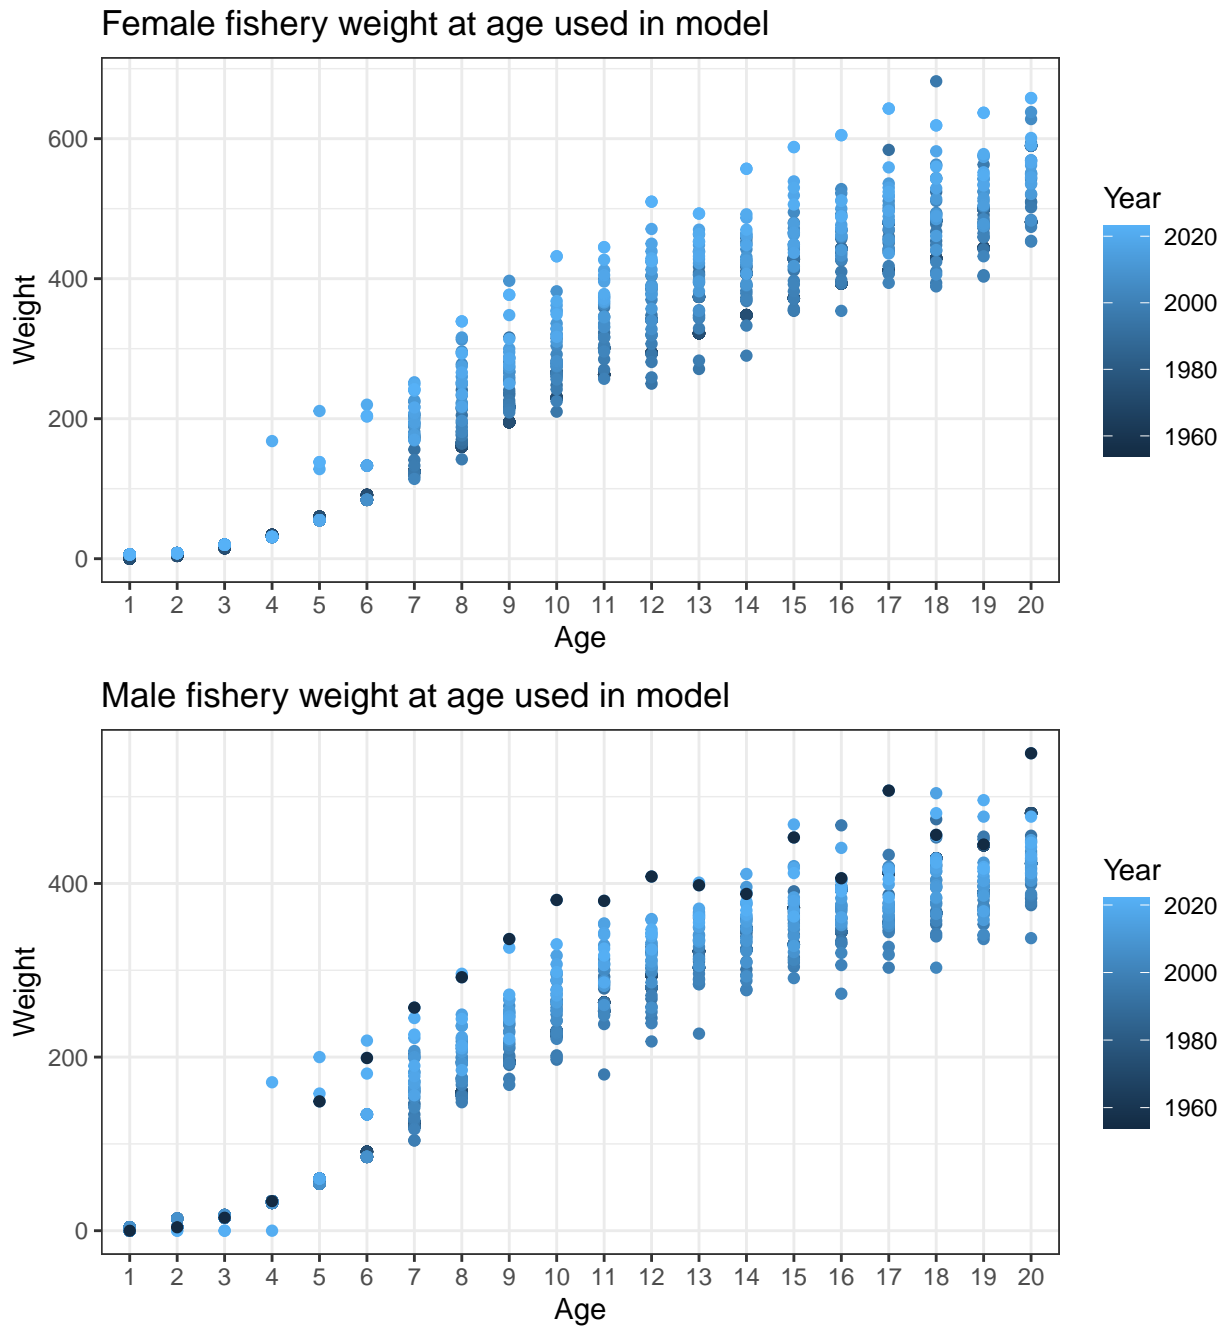 Female fishery weight at age used in model
Weight
600
400
200
0
1 2 3 4 5 6 7 8 9 10 11 12 13 14 15 16 17 18 19 20
Age
Year
2020
2000
1980
1960
Male fishery weight at age used in model
Weight
400
200
0
1 2 3 4 5 6 7 8 9 10 11 12 13 14 15 16 17 18 19 20
Age
Year
2020
2000
1980
1960